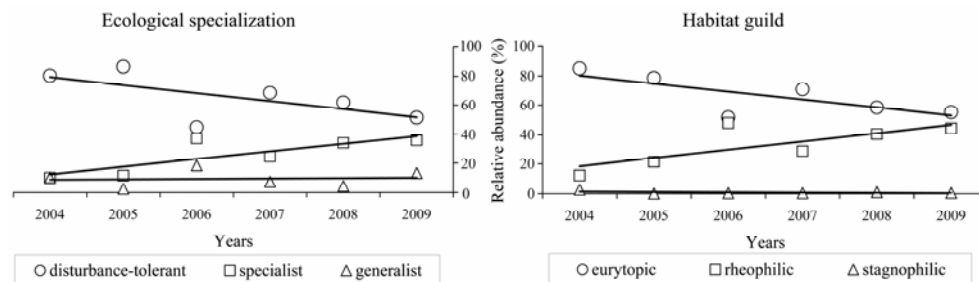 Ecological specialization
100
80
60
40
20
0
2004 2005 2006 2007 2008 2009
Years
disturbance-tolerant specialist generalist
Habitat guild
Relative abundance (%)
100
80
60
40
20
0
2004 2005 2006 2007 2008 2009
Years
eurytopic rheophilic stagnophilic